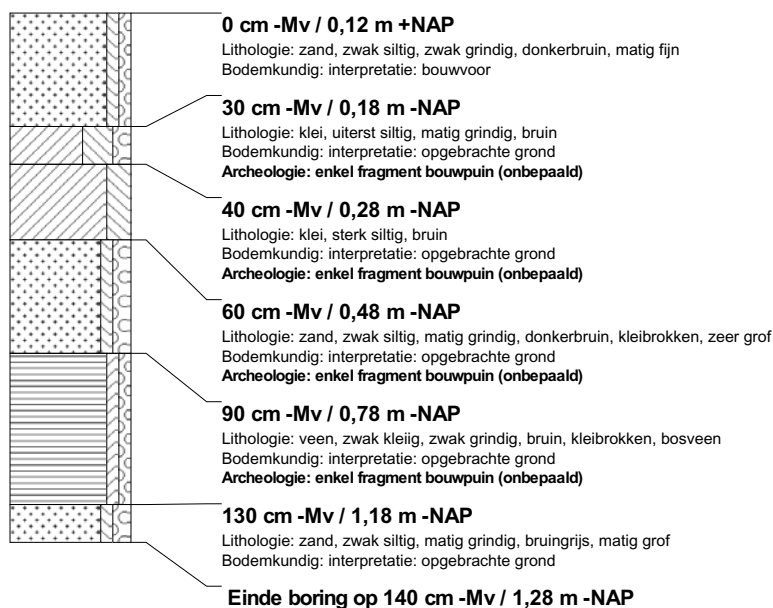 0 cm -Mv / 0,12 m +NAP
Lithologie: zand, zwak siltig, zwak grindig, donkerbruin, matig fijn
Bodemkundig: interpretatie: bouwvoor
30 cm -Mv / 0,18 m -NAP
Lithologie: klei, uiterst siltig, matig grindig, bruin
Bodemkundig: interpretatie: opgebrachte grond
Archeologie: enkel fragment bouwpuin (onbepaald)
40 cm -Mv / 0,28 m -NAP
Lithologie: klei, sterk siltig, bruin
Bodemkundig: interpretatie: opgebrachte grond
Archeologie: enkel fragment bouwpuin (onbepaald)
60 cm -Mv / 0,48 m -NAP
Lithologie: zand, zwak siltig, matig grindig, donkerbruin, kleibrokken, zeer grof
Bodemkundig: interpretatie: opgebrachte grond
Archeologie: enkel fragment bouwpuin (onbepaald)
90 cm -Mv / 0,78 m -NAP
Lithologie: veen, zwak kleiig, zwak grindig, bruin, kleibrokken, bosveen
Bodemkundig: interpretatie: opgebrachte grond
Archeologie: enkel fragment bouwpuin (onbepaald)
130 cm -Mv / 1,18 m -NAP
Lithologie: zand, zwak siltig, matig grindig, bruingrijs, matig grof
Bodemkundig: interpretatie: opgebrachte grond
Einde boring op 140 cm -Mv / 1,28 m -NAP